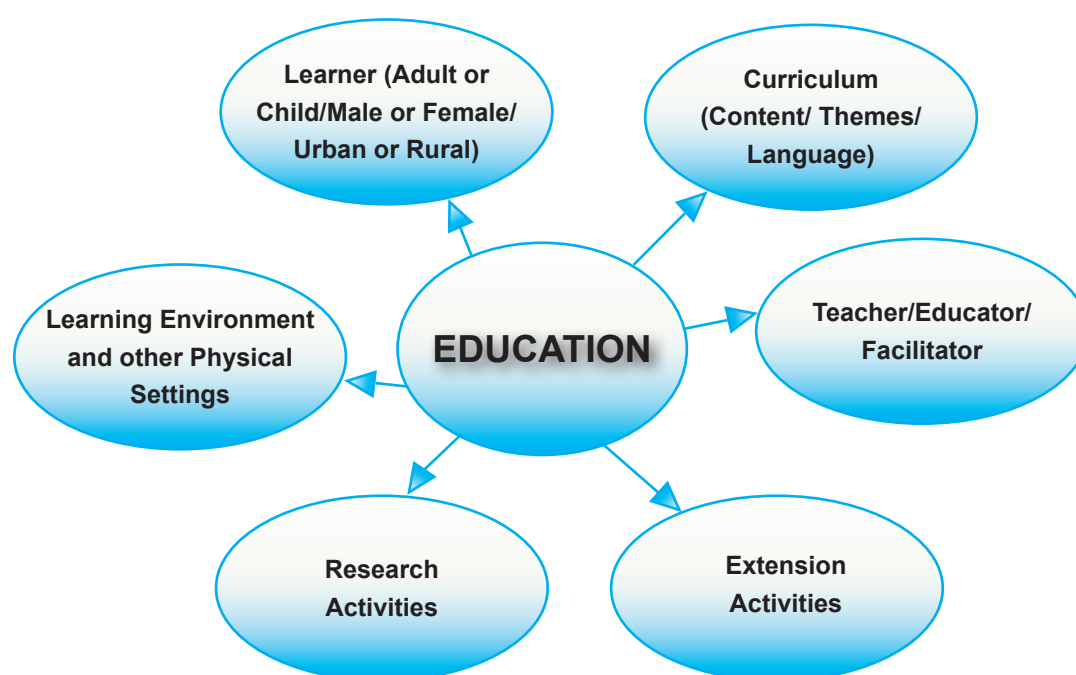 Learner (Adult or
Child/Male or Female/
Urban or Rural)
Curriculum
(Content/ Themes/
Language)
Learning Environment
and other Physical
Settings
EDUCATION
Teacher/Educator/
Facilitator
Research
Activities
Extension
Activities